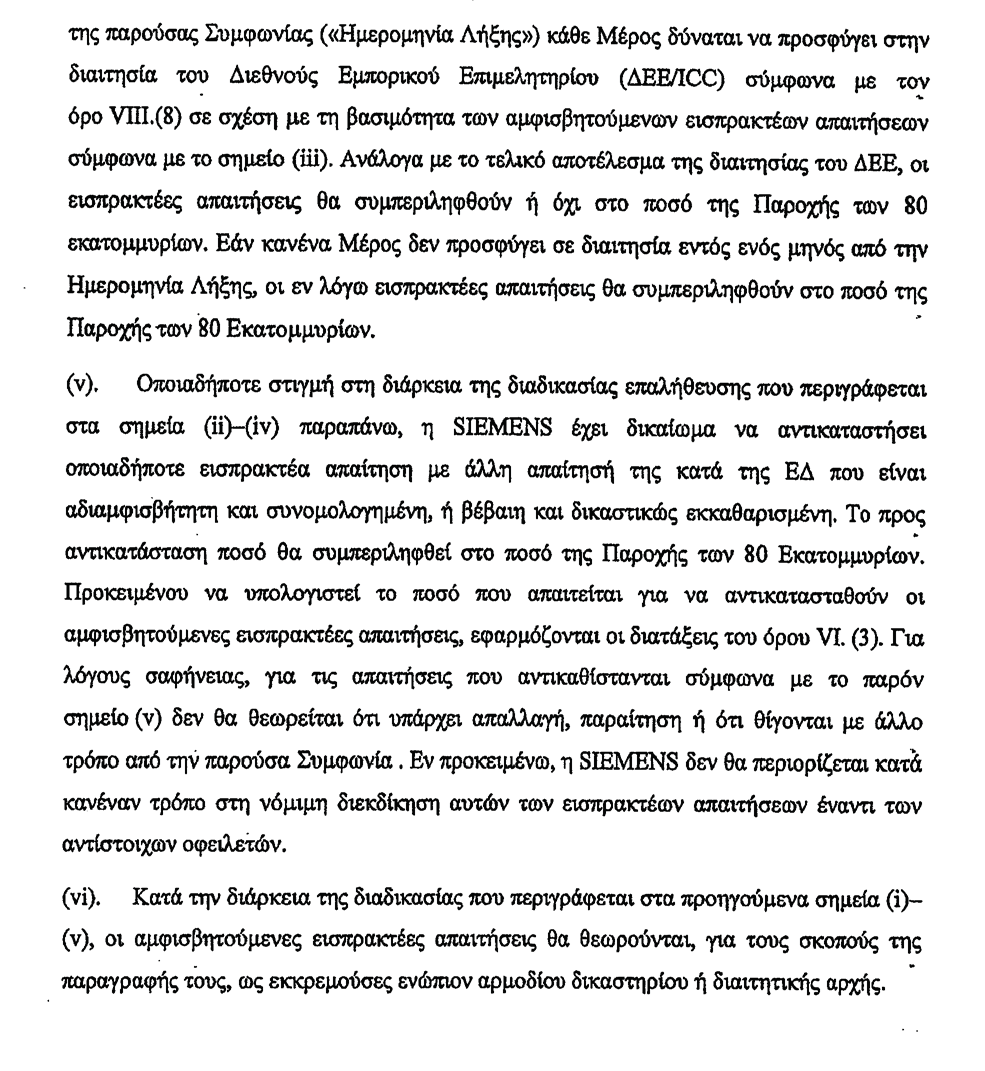 της παρούσας Συμφωνίας («Ημερομηνία Λήξης») κάθε Μέρος δύναται να προσφύγει στην
διαιτησία του Διεθνούς Εμπορικού Επιμελητηρίου (ΔΕΕ/ICC) σύμφωνα με τον
όρο VIII.(8) σε σχέση με τη βασιμότητα των αμφισβητούμενων εισπρακτέων απαιτήσεων
σύμφωνα με το σημείο (iii). Ανάλογα με το τελικό αποτέλεσμα της διαιτησίας του ΔΕΕ, οι
εισπρακτέες απαιτήσεις θα συμπεριληφθούν ή όχι στο ποσό της Παροχής των 80
εκατομμυρίων. Εάν κανένα Μέρος δεν προσφύγει σε διαιτησία εντός ενός μηνός από την
Ημερομηνία Λήξης, οι εν λόγω εισπρακτέες απαιτήσεις θα συμπεριληφθούν στο ποσό της
Παροχής των 80 Εκατομμυρίων.
(v). Οποιαδήποτε στιγμή στη διάρκεια της διαδικασίας επαλήθευσης που περιγράφεται
στα σημεία (ii)–(iv) παραπάνω, η SIEMENS έχει δικαίωμα να αντικαταστήσει
οποιαδήποτε εισπρακτέα απαίτηση με άλλη απαίτησή της κατά της ΕΔ που είναι
αδιαμφισβήτητη και συνομολογημένη, ή βέβαιη και δικαστικώς εκκαθαρισμένη. Το προς
αντικατάσταση ποσό θα συμπεριληφθεί στο ποσό της Παροχής των 80 Εκατομμυρίων.
Προκειμένου να υπολογιστεί το ποσό που απαιτείται για να αντικατασταθούν οι
αμφισβητούμενες εισπρακτέες απαιτήσεις, εφαρμόζονται οι διατάξεις του όρου VI. (3). Για
λόγους σαφήνειας, για τις απαιτήσεις που αντικαθίστανται σύμφωνα με το παρόν
σημείο (v) δεν θα θεωρείται ότι υπάρχει απαλλαγή, παραίτηση ή ότι θίγονται με άλλο
τρόπο από την παρούσα Συμφωνία . Εν προκειμένω, η SIEMENS δεν θα περιορίζεται κατά
κανέναν τρόπο στη νόμιμη διεκδίκηση αυτών των εισπρακτέων απαιτήσεων έναντι των
αντίστοιχων οφειλετών.
(vi). Κατά την διάρκεια της διαδικασίας που περιγράφεται στα προηγούμενα σημεία (i)–
(v), οι αμφισβητούμενες εισπρακτέες απαιτήσεις θα θεωρούνται, για τους σκοπούς της
παραγραφής τους, ως εκκρεμούσες ενώπιον αρμοδίου δικαστηρίου ή διαιτητικής αρχής.